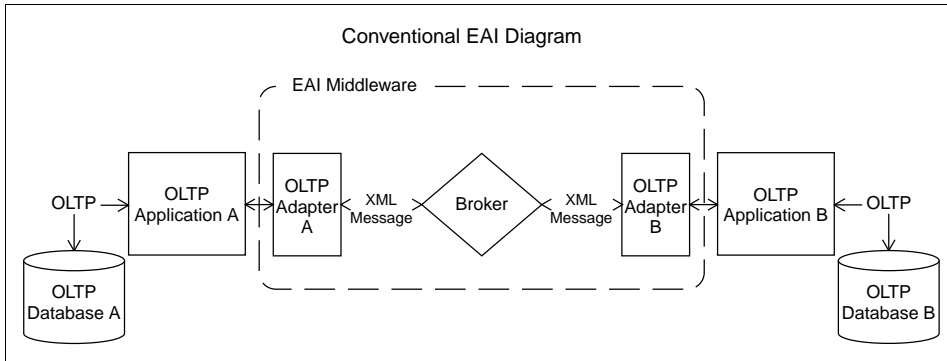 Conventional EAI Diagram
EAI Middleware
OLTP
OLTP
Application A
OLTP
Adapter
A
XML
Message
Broker
XML
Message
OLTP
Adapter
B
OLTP
Application B
OLTP
OLTP
Database A
OLTP
Database B